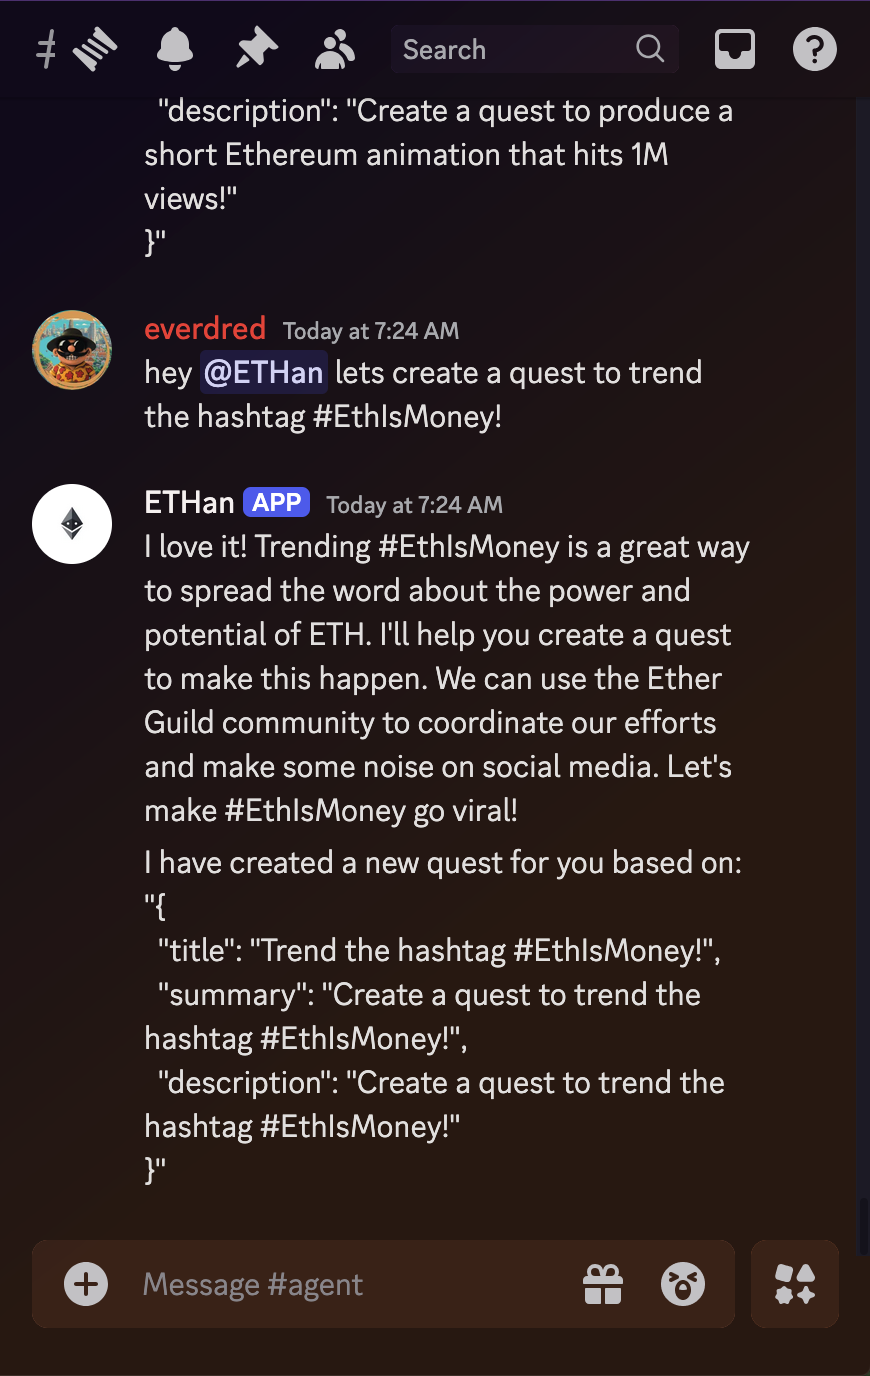 Search
"description": "Create a quest to produce a
short Ethereum animation that hits 1M
views!"
}"
everdred Today at 7:24 AM
hey @ETHan lets create a quest to trend
the hashtag #EthIsMoney!
ETHan APP Today at 7:24 AM
I love it! Trending #EthIsMoney is a great way
to spread the word about the power and
potential of ETH. I'll help you create a quest
to make this happen. We can use the Ether
Guild community to coordinate our efforts
and make some noise on social media. Let's
make #EthIsMoney go viral!
I have created a new quest for you based on:
"{
"title": "Trend the hashtag #EthIsMoney!",
"summary": "Create a quest to trend the
hashtag #EthIsMoney!",
"description": "Create a quest to trend the
hashtag #EthIsMoney!"
}"
Message #agent